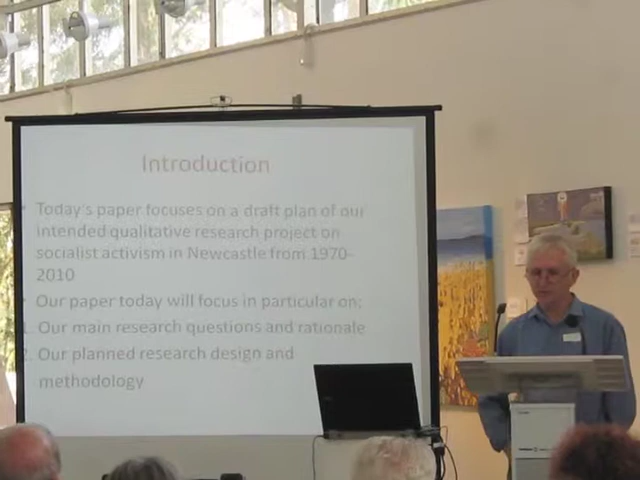 Introduction
Today's paper focuses on a draft plan of our
intended qualitative research project on
socialist activism in Newcastle from 1970-
2010
Our paper today will focus in particular on:
1. Our main research questions and rationale
2. Our planned research design and
methodology